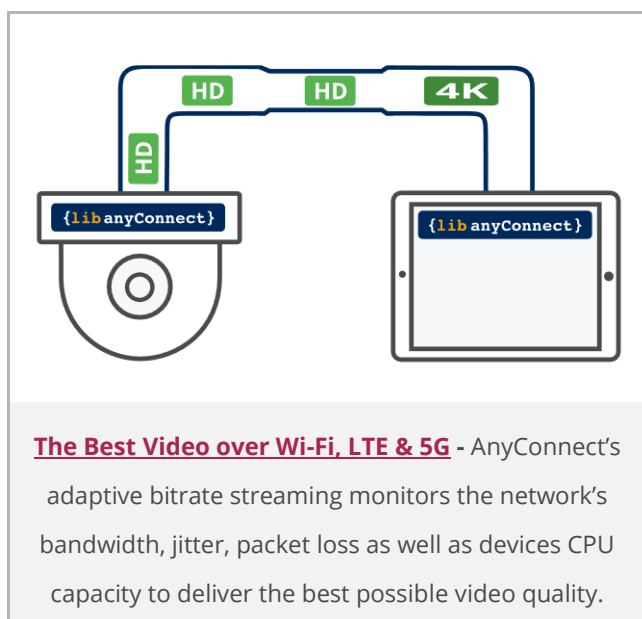 HD
HD
4K
HD
{libanyConnect}
{libanyConnect}
The Best Video over Wi-Fi, LTE & 5G - AnyConnect’s
adaptive bitrate streaming monitors the network’s
bandwidth, jitter, packet loss as well as devices CPU
capacity to deliver the best possible video quality.